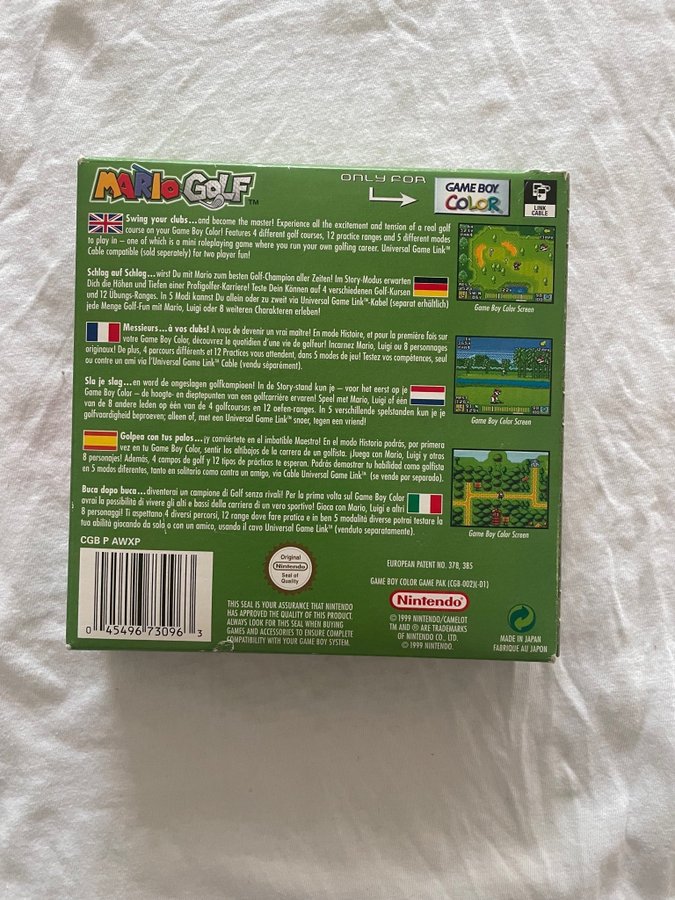 MARIO GOLF™
ONLY FOR
GAME BOY COLOR
LINK CABLE
Swing your clubs...and become the master! Experience all the excitement and tension of a real golf
course on your Game Boy Color! Features 4 different golf courses, 12 practice ranges and 5 different modes
to play in – one of which is a mini roleplaying game where you run your own golfing career. Universal Game Link™
Cable compatible (sold seperately) for two player fun!
Game Boy Color Screen
Schlag auf Schlag...wirst Du mit Mario zum besten Golf-Champion aller Zeiten! Im Story-Modus erwarten
Dich die Höhen und Tiefen einer Profigolfer-Karriere! Teste Dein Können auf 4 verschiedenen Golf-Kursen
und 12 Übungs-Ranges. In 5 Modi kannst Du allein oder zu zweit via Universal Game Link™-Kabel (separat erhältlich)
jede Menge Golf-Fun mit Mario, Luigi oder 8 weiteren Charakteren erleben!
Messieurs...à vos clubs! A vous de devenir un vrai maître! En mode Histoire, et pour la première fois sur
votre Game Boy Color, découvrez le quotidien d'une vie de golfeur! Incarnez Mario, Luigi ou 8 personnages
originaux! De plus, 4 parcours différents et 12 Practices vous attendent, dans 5 modes de jeu! Testez vos compétences, seul
ou contre un ami via l'Universal Game Link™ Cable (vendu séparément).
Game Boy Color Screen
Sla je slag...en word de ongeslagen golfkampioen! In de Story-stand kun je – voor het eerst op je
Game Boy Color – de hoogte- en dieptepunten van een golfcarrière ervaren! Speel met Mario, Luigi of één
van de 8 andere leden op één van de 4 golfcourses en 12 oefen-ranges. In 5 verschillende spelstanden kun je je
golfvaardigheid beproeven; alleen of, met een Universal Game Link™ snoer, tegen een vriend!
Golpea con tus palos...¡y conviértete en el imbatible Maestro! En el modo Historia podrás, por primera
vez en tu Game Boy Color, sentir los altibajos de la carrera de un golfista. ¡Juega con Mario, Luigi y otros
8 personajes! Además, 4 campos de golf y 12 tipos de prácticas te esperan. Podrás demostrar tu habilidad como golfista
en 5 modos diferentes, tanto en solitario como contra un amigo, vía Cable Universal Game Link™ (se vende por separado).
Buca dopo buca...diventerai un campione di Golf senza rivali! Per la prima volta sul Game Boy Color
avrai la possibilità di vivere gli alti e bassi della carriera di un vero sportivo! Gioca con Mario, Luigi e altri
8 personaggi! Ti aspettano 4 diversi percorsi, 12 range dove fare pratica e in ben 5 modalità diverse potrai testare la
tua abilità giocando da solo o con un amico, usando il cavo Universal Game Link™ (venduto separatamente).
Game Boy Color Screen
CGB P AWXP
0 45496 73096 3
Original
Nintendo
Seal of
Quality
THIS SEAL IS YOUR ASSURANCE THAT NINTENDO
HAS APPROVED THE QUALITY OF THIS PRODUCT.
ALWAYS LOOK FOR THIS SEAL WHEN BUYING
GAMES AND ACCESSORIES TO ENSURE COMPLETE
COMPATIBILITY WITH YOUR GAME BOY SYSTEM.
EUROPEAN PATENT NO. 378, 385
GAME BOY COLOR GAME PAK (CGB-002)(-01)
Nintendo®
© 1999 NINTENDO/CAMELOT
TM AND ® ARE TRADEMARKS
OF NINTENDO CO., LTD.
© 1999 NINTENDO.
MADE IN JAPAN
FABRIQUE AU JAPON